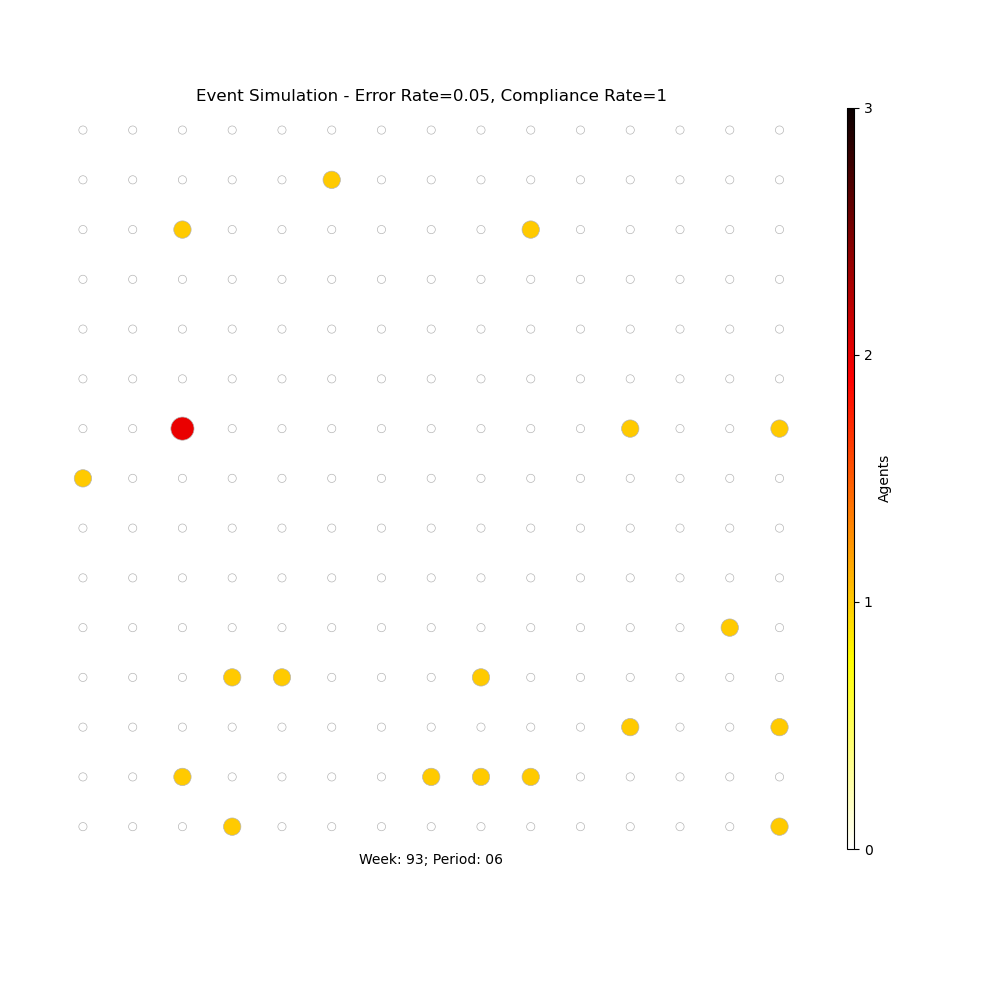 Event Simulation - Error Rate=0.05, Compliance Rate=1
3
2
Agents
1
0
Week: 93; Period: 06